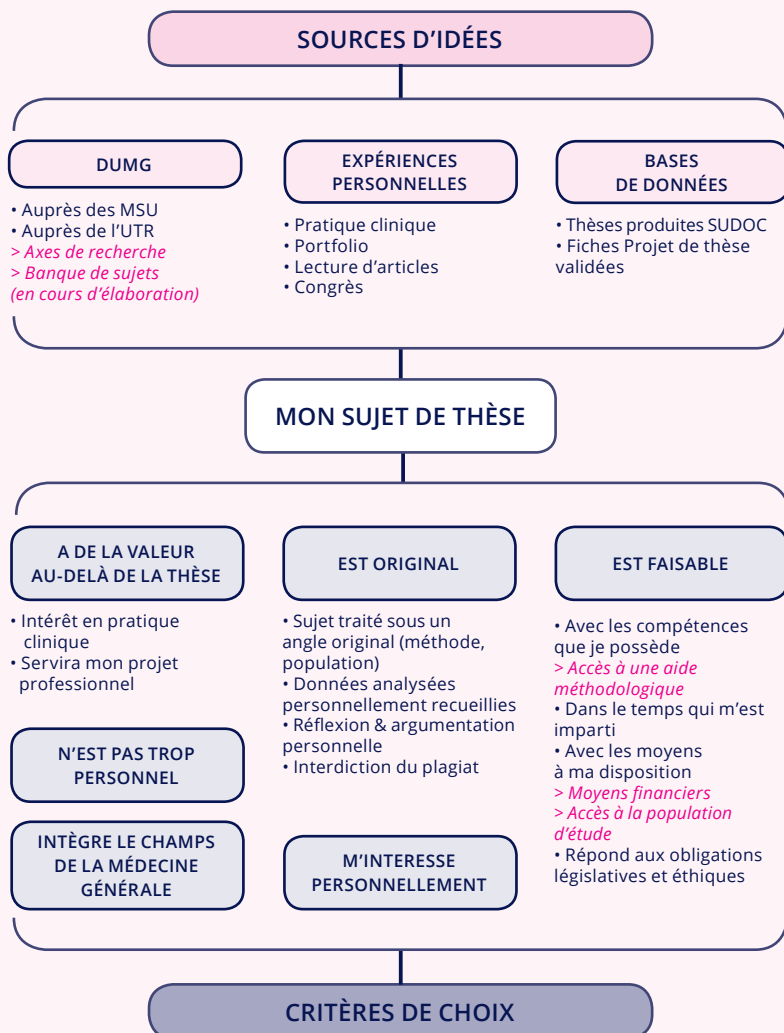 SOURCES D'IDÉES
DUMG
• Auprès des MSU
• Auprès de l'UTR
> Axes de recherche
> Banque de sujets
(en cours d'élaboration)
EXPÉRIENCES
PERSONNELLES
• Pratique clinique
• Portfolio
• Lecture d'articles
• Congrès
BASES
DE DONNÉES
• Thèses produites SUDOC
• Fiches Projet de thèse
validées
MON SUJET DE THÈSE
A DE LA VALEUR
AU-DELÀ DE LA THÈSE
• Intérêt en pratique
clinique
• Servira mon projet
professionnel
N'EST PAS TROP
PERSONNEL
INTÈGRE LE CHAMPS
DE LA MÉDECINE
GÉNÉRALE
EST ORIGINAL
• Sujet traité sous un
angle original (méthode,
population)
• Données analysées
personnellement recueillies
• Réflexion & argumentation
personnelle
• Interdiction du plagiat
M'INTERESSE
PERSONNELLEMENT
EST FAISABLE
• Avec les compétences
que je possède
> Accès à une aide
méthodologique
• Dans le temps qui m'est
imparti
• Avec les moyens
à ma disposition
> Moyens financiers
> Accès à la population
d'étude
• Répond aux obligations
législatives et éthiques
CRITÈRES DE CHOIX